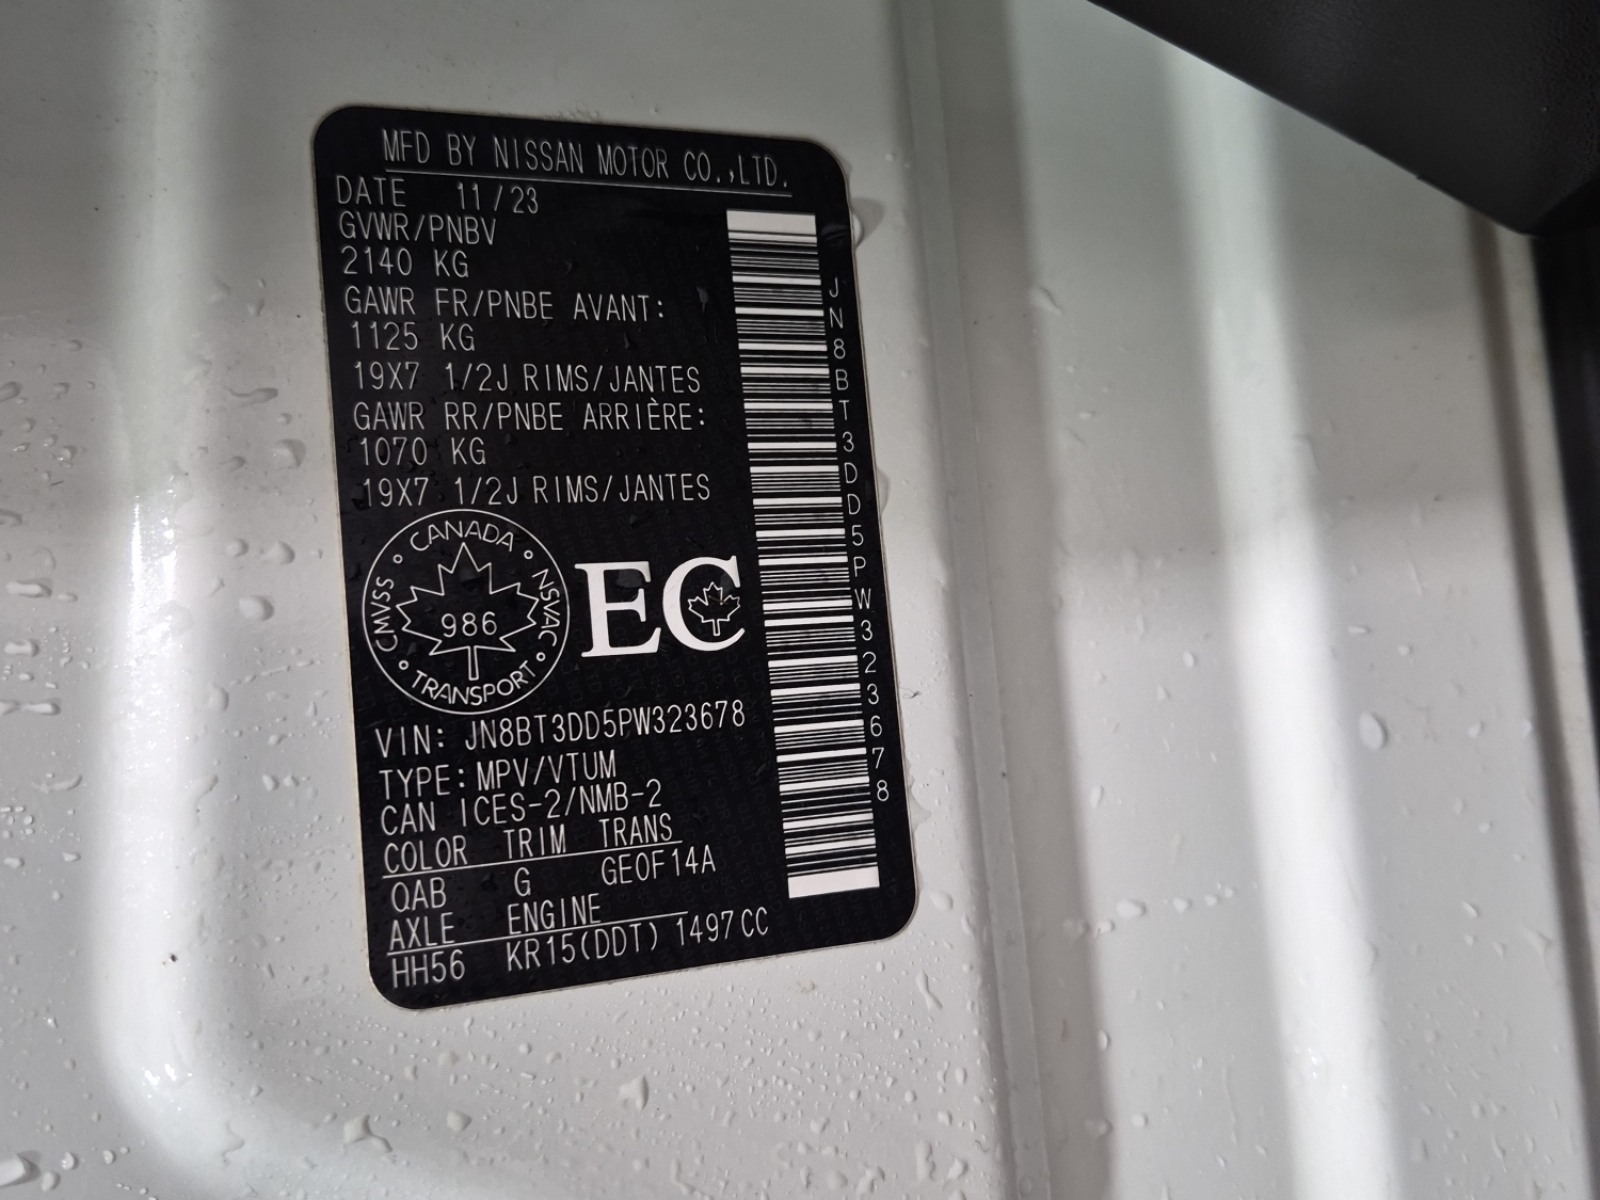 MFD BY NISSAN MOTOR CO.,LTD.
DATE 11/23
GVWR/PNBV
2140 KG
GAWR FR/PNBE AVANT:
1125 KG
19X7 1/2J RIMS/JANTES
GAWR RR/PNBE ARRIÈRE:
1070 KG
19X7 1/2J RIMS/JANTES
CANADA
CMVSS
NSVAC
986
TRANSPORT
EC
VIN: JN8BT3DD5PW323678
TYPE: MPV/VTUM
CAN ICES-2/NMB-2
COLOR TRIM TRANS
QAB G GE0F14A
AXLE ENGINE
HH56 KR15(DDT) 1497CC
JN8BT3DD5PW323678